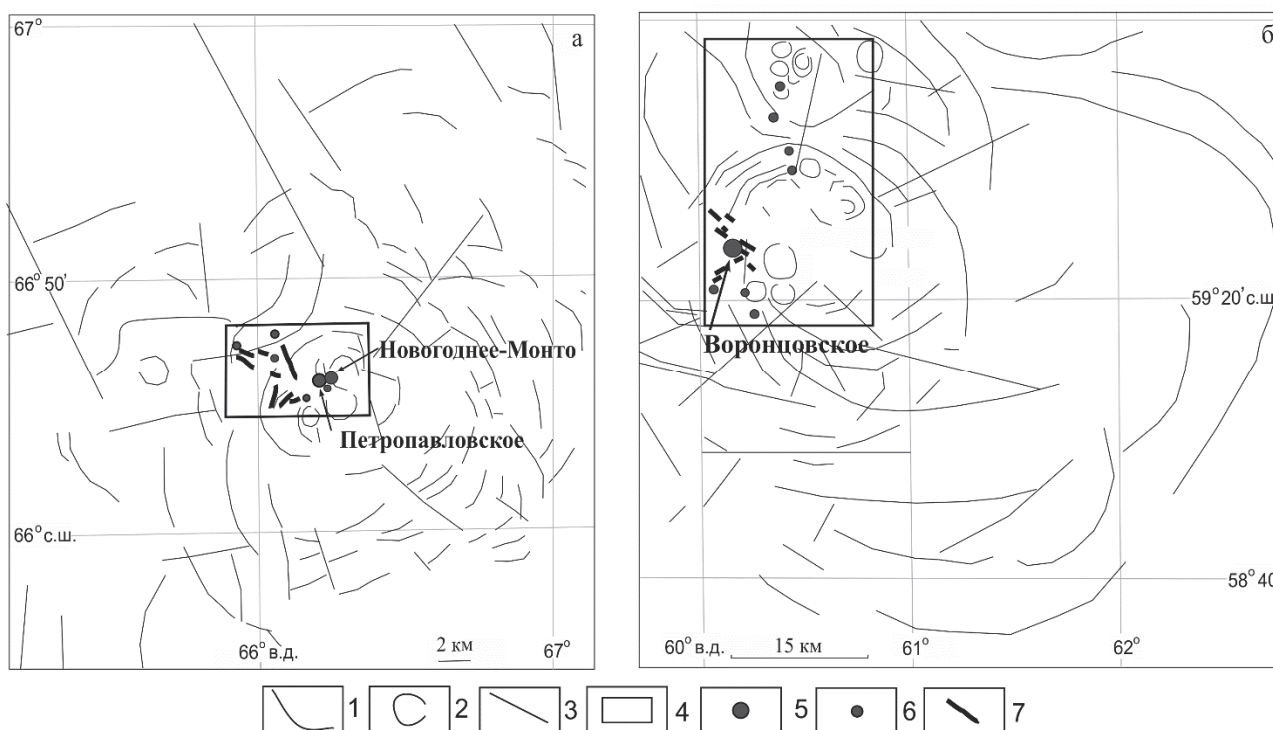 67°
а
66° 50'
Новогоднее-Монто
Петропавловское
66° с.ш.
66° в.д.
2 км
67°
б
59° 20' с.ш.
Воронцовское
58° 40'
60° в.д.
15 км
61°
62°
1 2 3 4 5 6 7